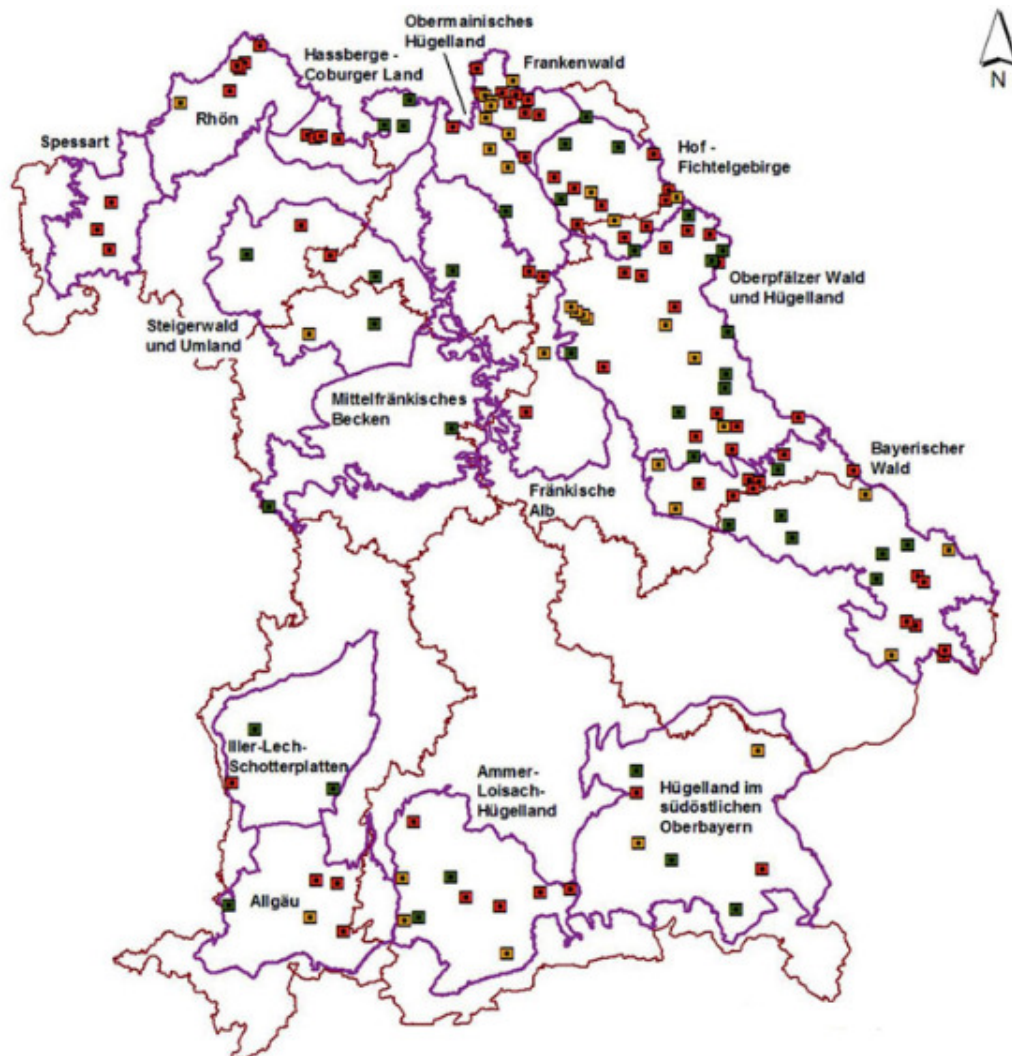 Obermainisches
Hügelland
Frankenwald
Hassberge -
Coburger Land
N
Rhön
Spessart
Hof -
Fichtelgebirge
Oberpfälzer Wald
und Hügelland
Steigerwald
und Umland
Mittelfränkisches
Becken
Bayerischer
Wald
Fränkische
Alb
Iller-Lech-
Schotterplatten
Ammer-
Loisach-
Hügelland
Hügelland im
südöstlichen
Oberbayern
Allgäu